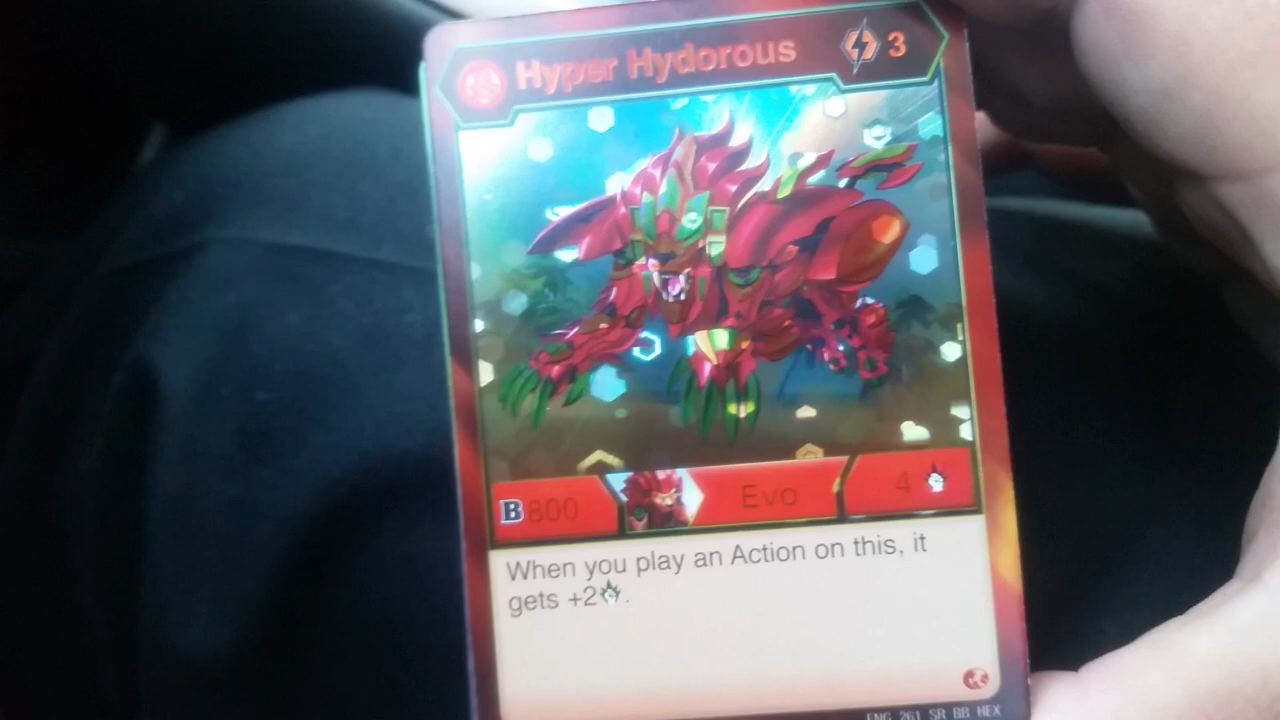 Hyper Hydorous 3
B 800 Evo 4
When you play an Action on this, it
gets +2.
ENG 261 SR BB HEX